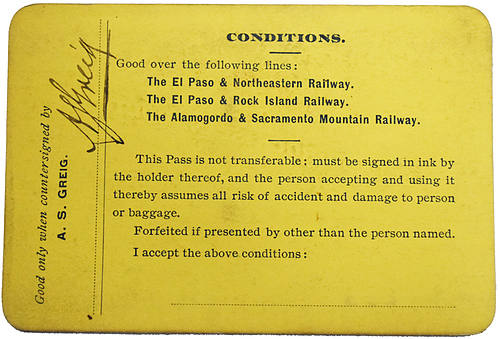 CONDITIONS.
Good over the following lines:
The El Paso & Northeastern Railway.
The El Paso & Rock Island Railway.
The Alamogordo & Sacramento Mountain Railway.
This Pass is not transferable: must be signed in ink by
the holder thereof, and the person accepting and using it
thereby assumes all risk of accident and damage to person
or baggage.
Forfeited if presented by other than the person named.
I accept the above conditions:
Good only when countersigned by
A. S. GREIG.
A S Greig